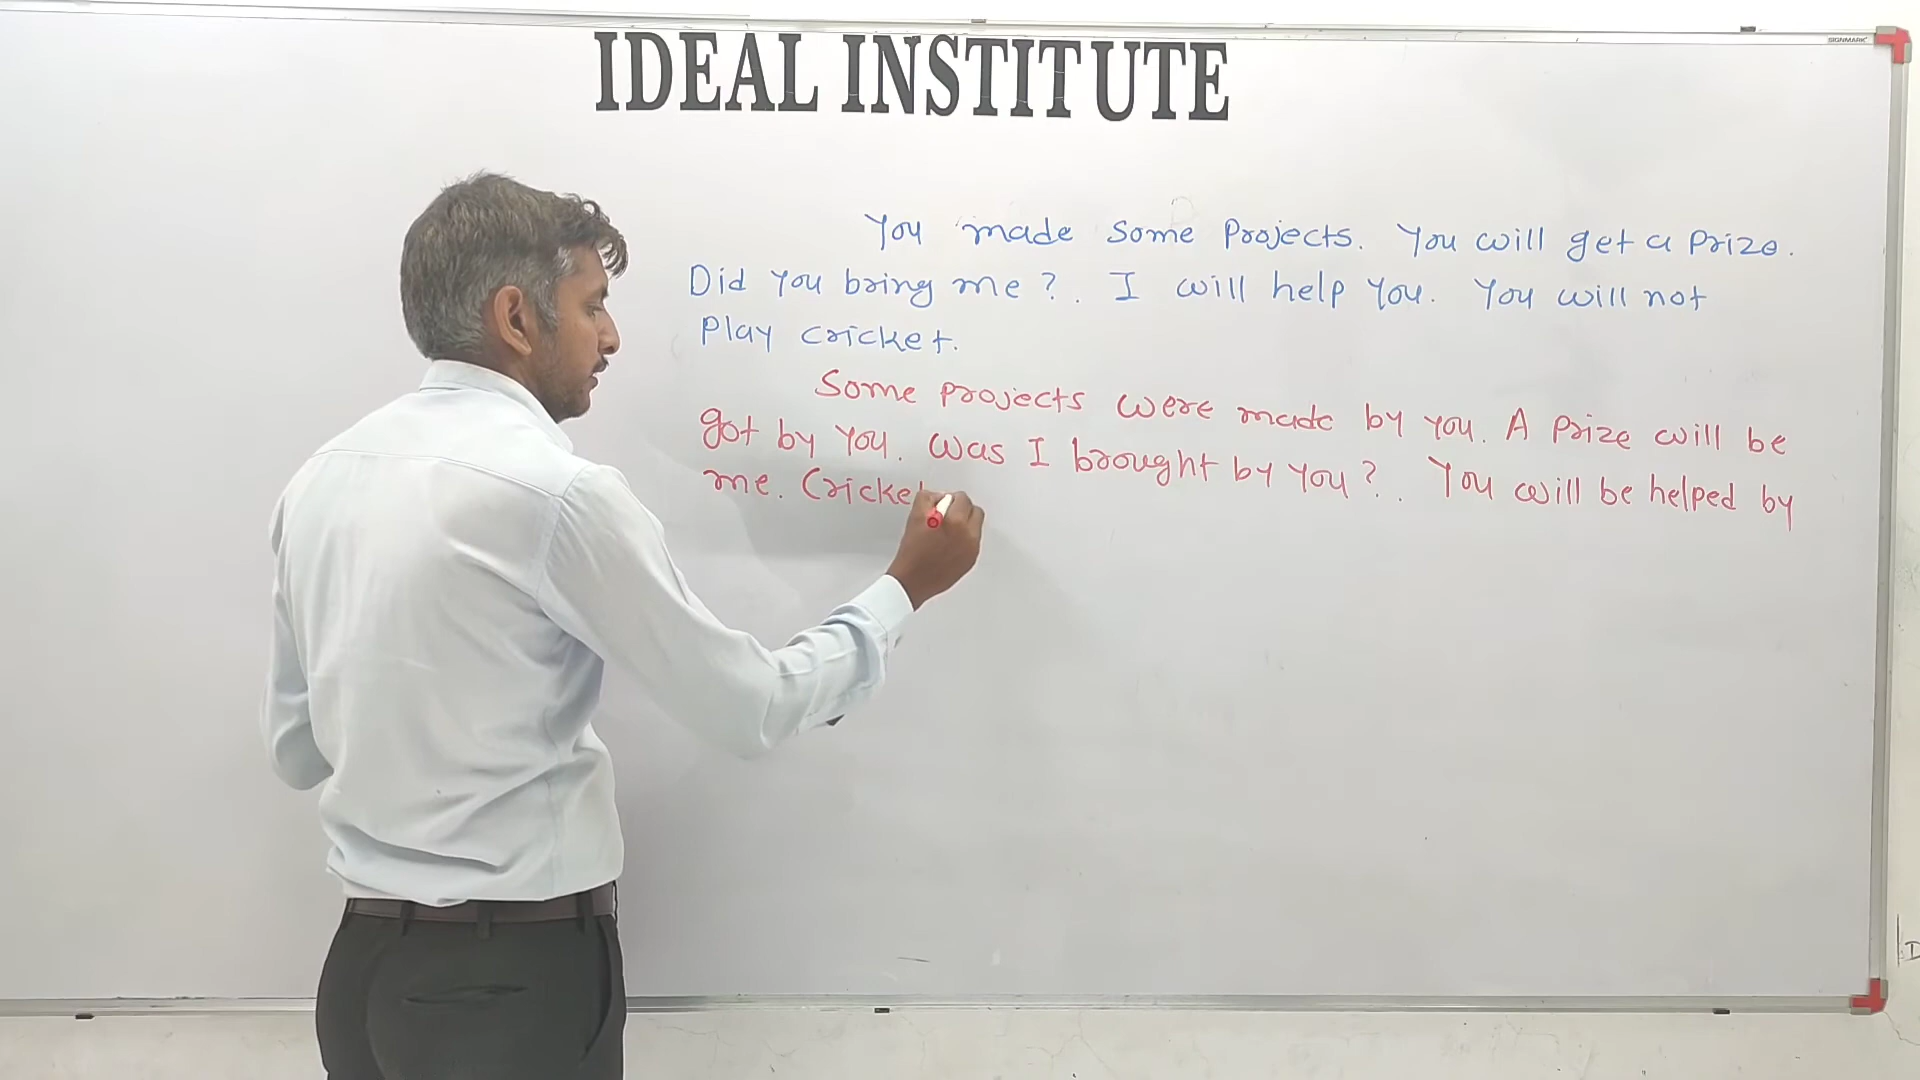 SIGNMARK
IDEAL INSTITUTE
You made some projects. You will get a prize.
Did you bring me?. I will help you. You will not
play cricket.
Some projects were made by you. A prize will be
got by you. Was I brought by you?. You will be helped by
me. Cricket